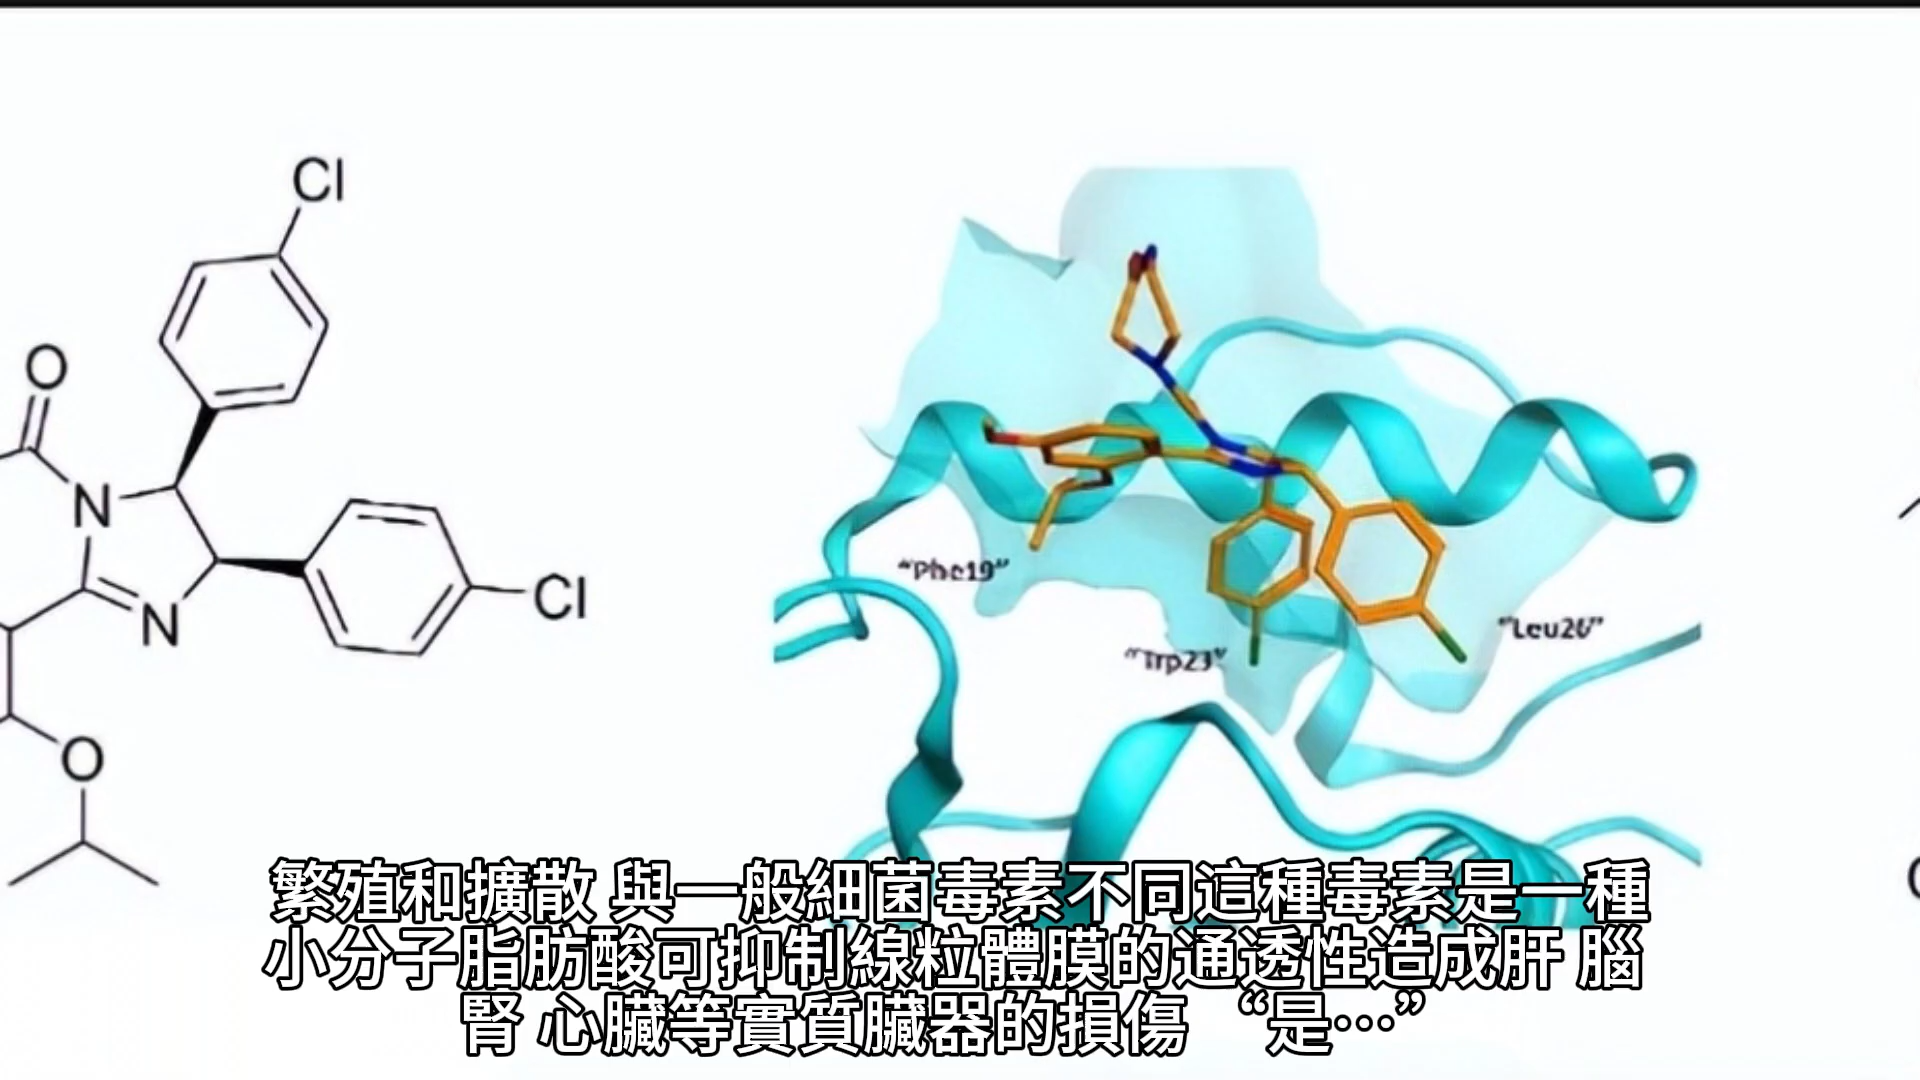 Cl
O
N
Cl
N
O
“Phe19”
“Leu26”
“Trp23”
繁殖和擴散 與一般細菌毒素不同這種毒素是一種
小分子脂肪酸可抑制線粒體膜的通透性造成肝 腦
腎 心臟等實質臟器的損傷 “是…”